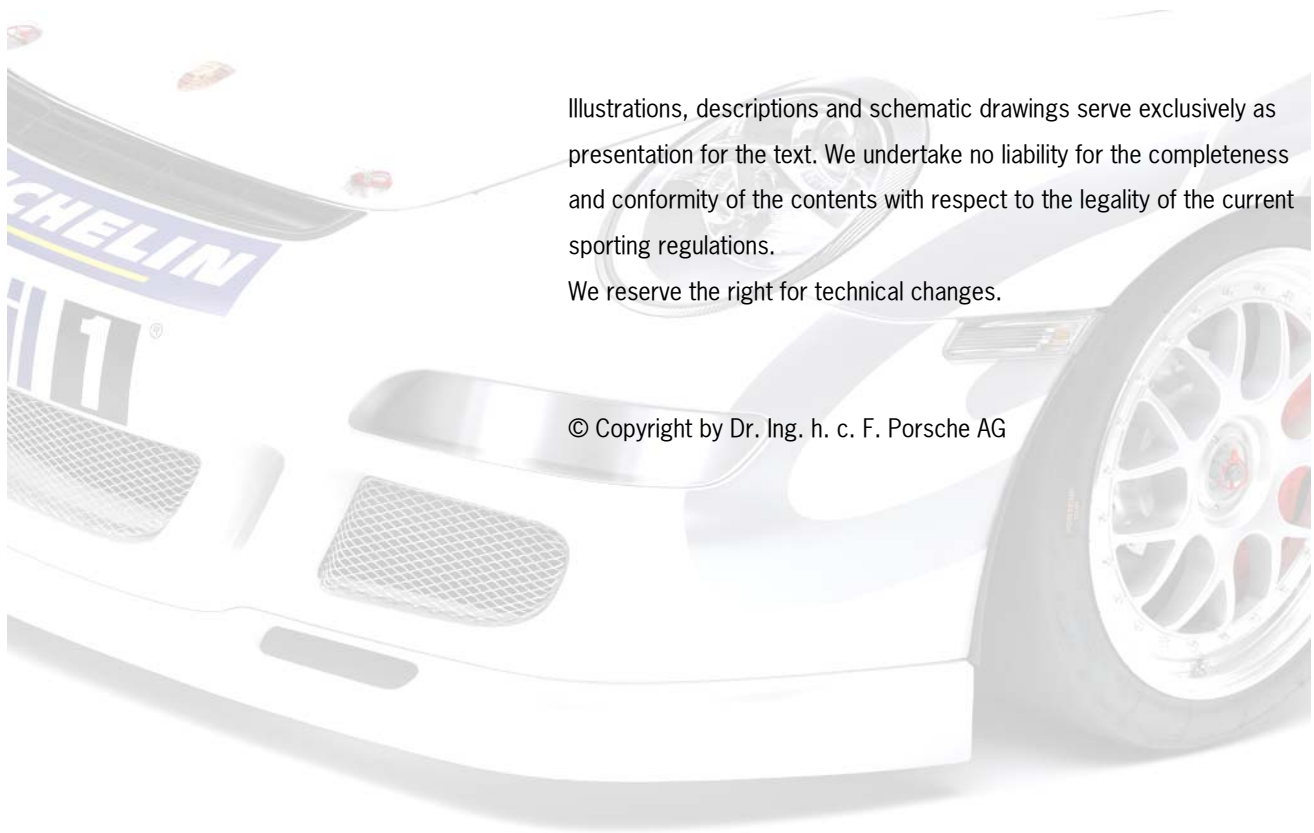 Illustrations, descriptions and schematic drawings serve exclusively as
presentation for the text. We undertake no liability for the completeness
and conformity of the contents with respect to the legality of the current
sporting regulations.
We reserve the right for technical changes.
CHELIN
1
®
© Copyright by Dr. Ing. h. c. F. Porsche AG